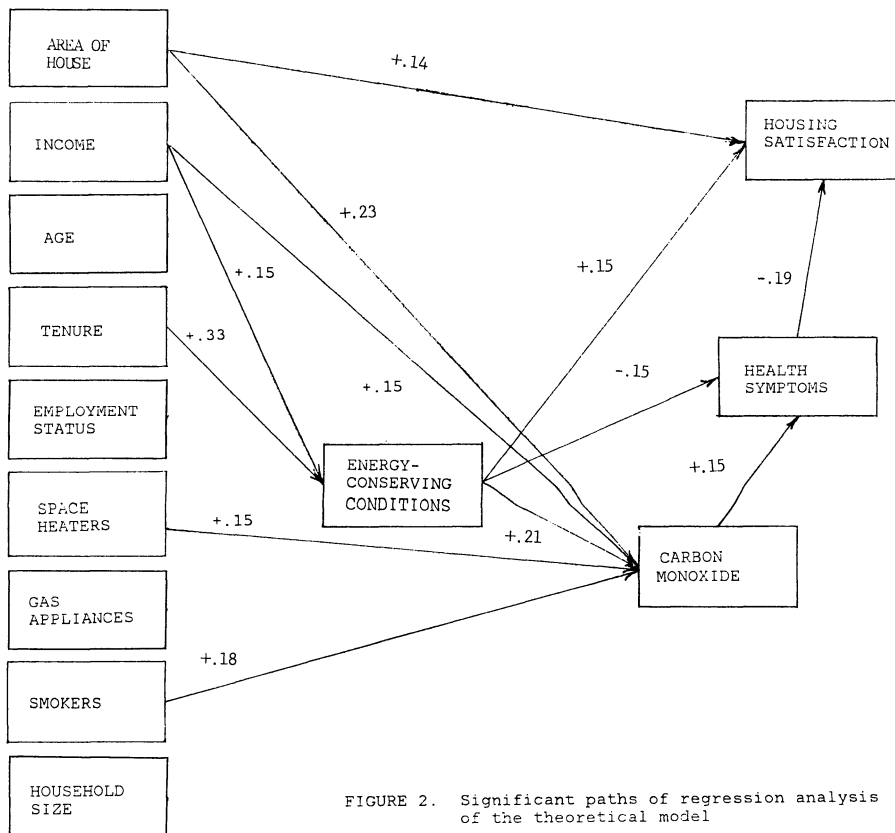 AREA OF
HOUSE
+.14
HOUSING
SATISFACTION
INCOME
+.23
AGE
+.15
+.15
-.19
TENURE
+.33
HEALTH
SYMPTOMS
-.15
+.15
EMPLOYMENT
STATUS
ENERGY-
CONSERVING
CONDITIONS
+.15
SPACE
HEATERS
+.15
+.21
CARBON
MONOXIDE
GAS
APPLIANCES
+.18
SMOKERS
HOUSEHOLD
SIZE
FIGURE 2. Significant paths of regression analysis
of the theoretical model